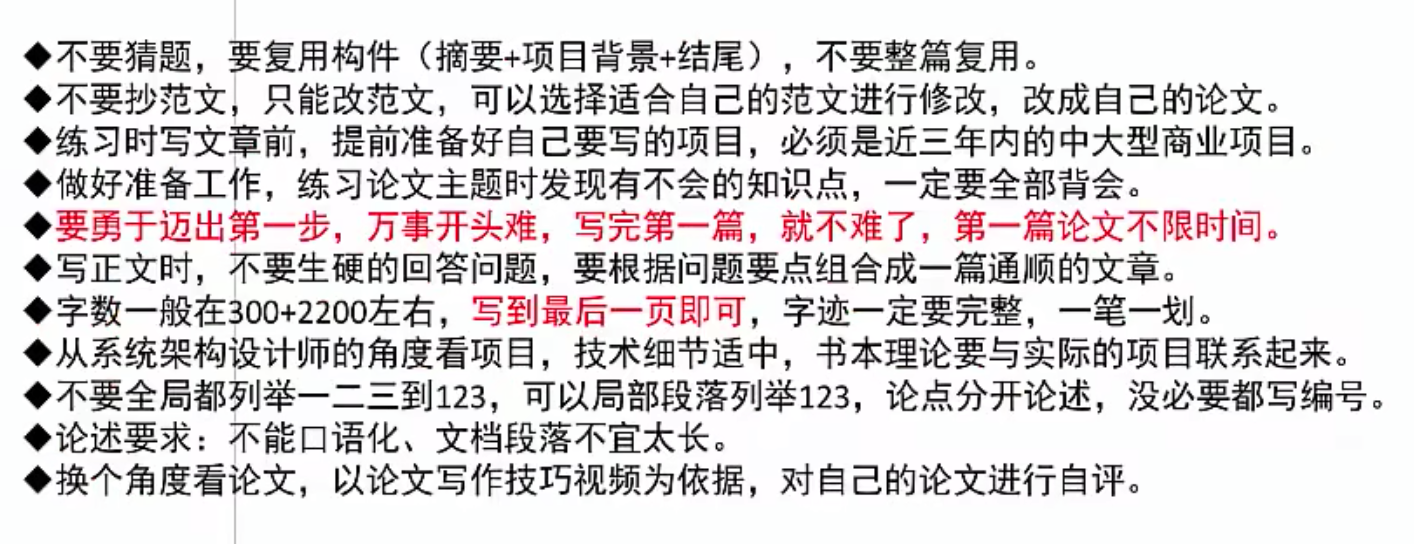 ◆不要猜题，要复用构件（摘要+项目背景+结尾），不要整篇复用。
◆不要抄范文，只能改范文，可以选择适合自己的范文进行修改，改成自己的论文。
◆练习时写文章前，提前准备好自己要写的项目，必须是近三年内的中大型商业项目。
◆做好准备工作，练习论文主题时发现有不会的知识点，一定要全部背会。
◆要勇于迈出第一步，万事开头难，写完第一篇，就不难了，第一篇论文不限时间。
◆写正文时，不要生硬的回答问题，要根据问题要点组合成一篇通顺的文章。
◆字数一般在300+2200左右，写到最后一页即可，字迹一定要完整，一笔一划。
◆从系统架构设计师的角度看项目，技术细节适中，书本理论要与实际的项目联系起来。
◆不要全局都列举一二三到123，可以局部段落列举123，论点分开论述，没必要都写编号。
◆论述要求：不能口语化、文档段落不宜太长。
◆换个角度看论文，以论文写作技巧视频为依据，对自己的论文进行自评。